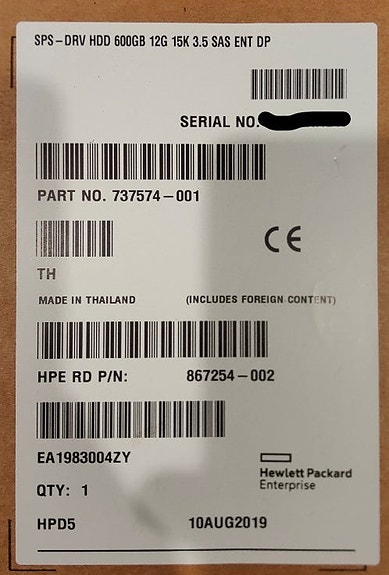 SPS-DRV HDD 600GB 12G 15K 3.5 SAS ENT DP
SERIAL NO.
PART NO. 737574-001
CE
TH
MADE IN THAILAND (INCLUDES FOREIGN CONTENT)
HPE RD P/N: 867254-002
EA1983004ZY
QTY: 1
Hewlett Packard
Enterprise
HPD5 10AUG2019